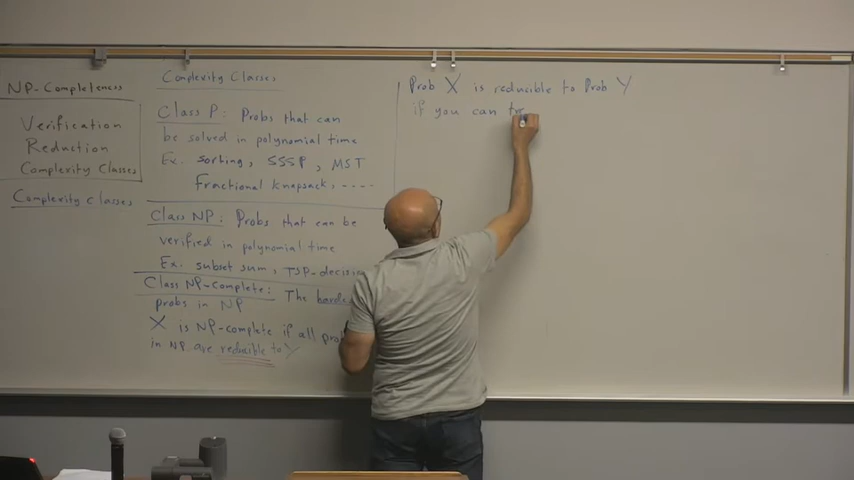 NP-Completeness
Verification
Reduction
Complexity Classes
Complexity Classes
Complexity Classes
Class P: Probs that can
be solved in polynomial time
Ex. sorting, SSSP, MST
Fractional knapsack, ----
Class NP: Probs that can be
verified in polynomial time
Ex. subset sum, TSP-decision
Class NP-Complete: The harde
probs in NP
X is NP-complete if all prob
in NP are reducible to Y
Prob X is reducible to Prob Y
if you can tr